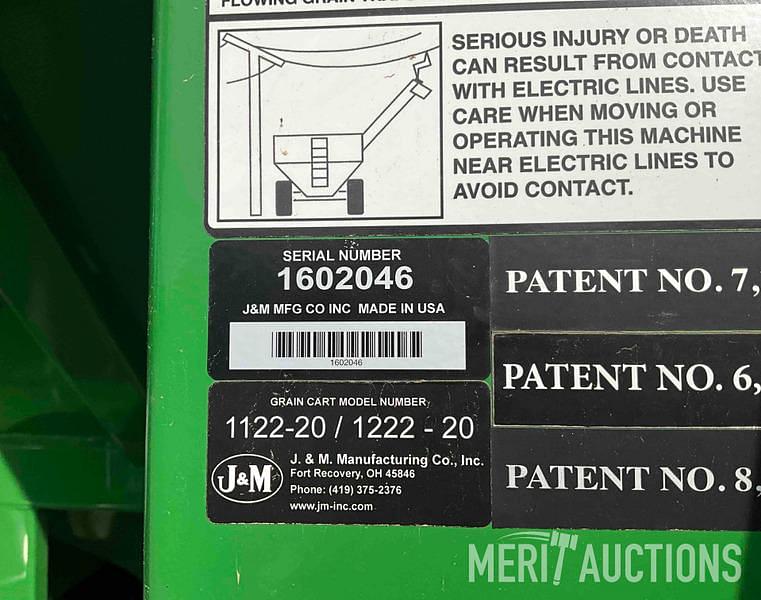 SERIOUS INJURY OR DEATH
CAN RESULT FROM CONTACT
WITH ELECTRIC LINES. USE
CARE WHEN MOVING OR
OPERATING THIS MACHINE
NEAR ELECTRIC LINES TO
AVOID CONTACT.
SERIAL NUMBER
1602046
J&M MFG CO INC MADE IN USA
1602046
PATENT NO. 7,
PATENT NO. 6,
PATENT NO. 8,
GRAIN CART MODEL NUMBER
1122-20 / 1222 - 20
J&M
J. & M. Manufacturing Co., Inc.
Fort Recovery, OH 45846
Phone: (419) 375-2376
www.jm-inc.com
MERIT AUCTIONS